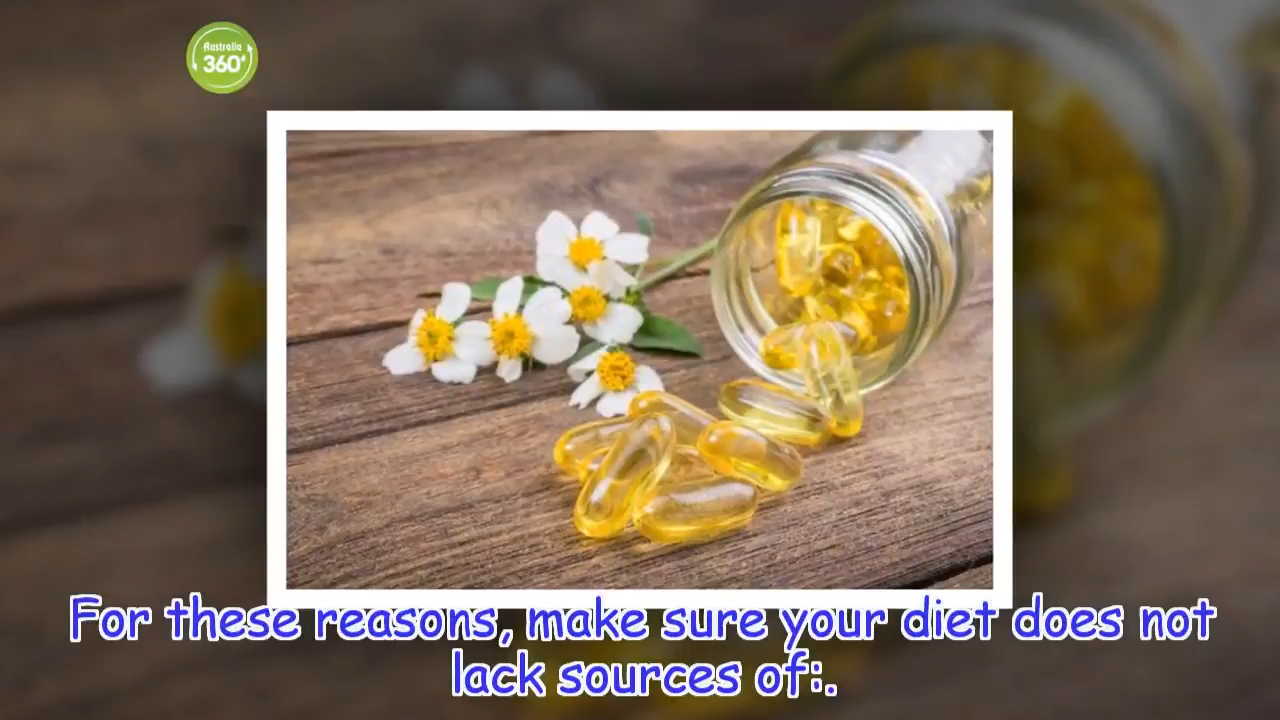 Australia
360°
For these reasons, make sure your diet does not
lack sources of:.